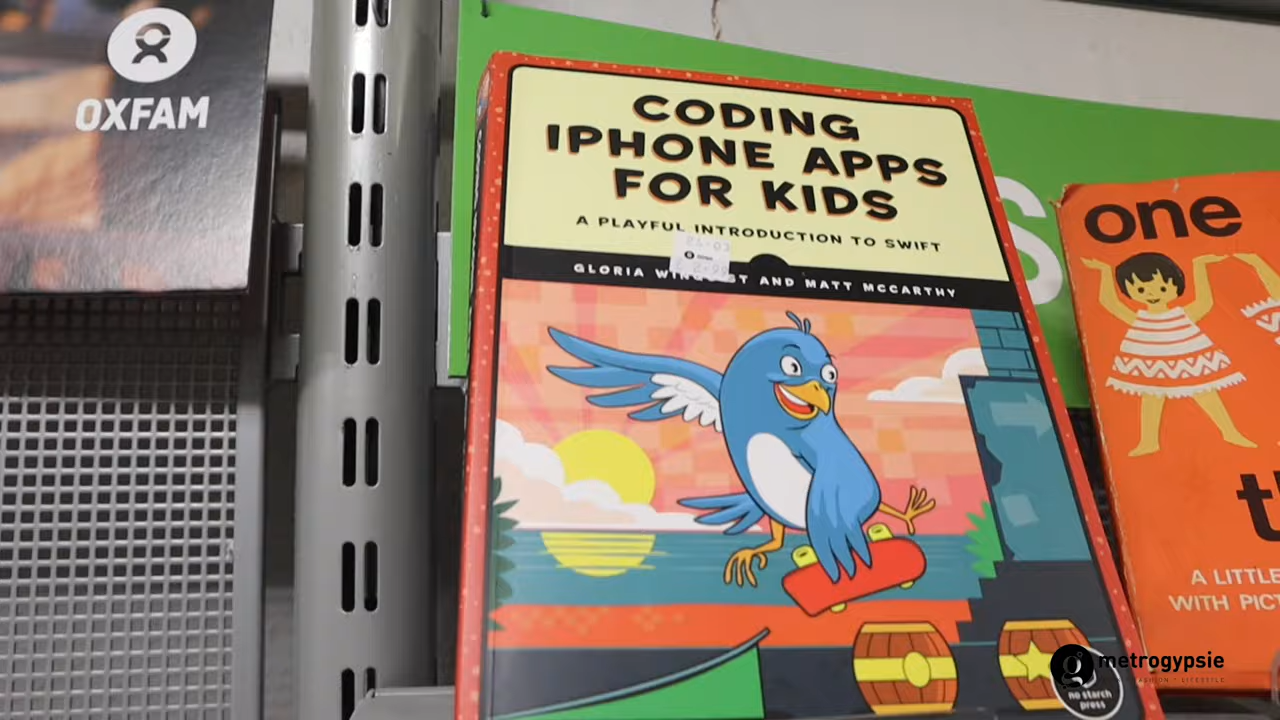 OXFAM
CODING
IPHONE APPS
FOR KIDS
A PLAYFUL INTRODUCTION TO SWIFT
GLORIA AND MATT MCCARTHY
one
A LITTLE
WITH PICT
metrogypsie
no starch
press